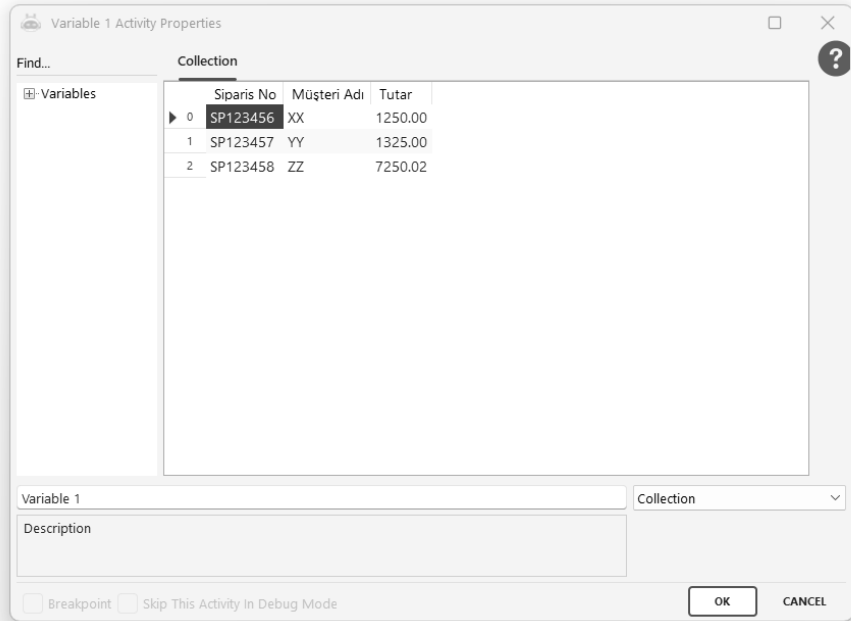 Variable 1 Activity Properties
Find...
Collection
?
Variables
Siparis No Müşteri Adı Tutar
0 SP123456 XX 1250.00
1 SP123457 YY 1325.00
2 SP123458 ZZ 7250.02
Variable 1
Collection
Description
Breakpoint Skip This Activity In Debug Mode
OK CANCEL